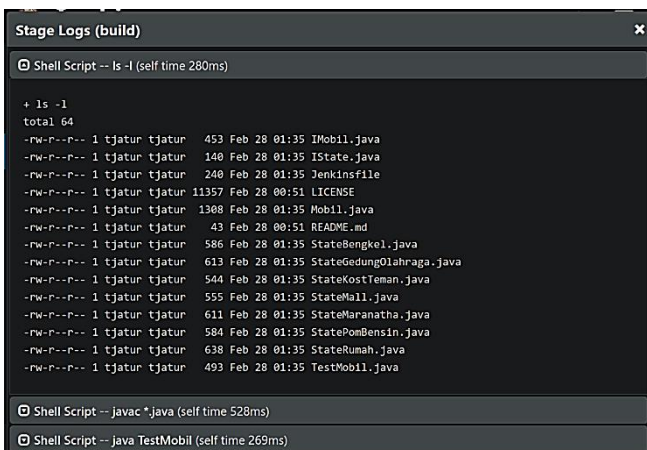 Stage Logs (build)
Shell Script -- ls -l (self time 280ms)
+ ls -l
total 64
-rw-r--r-- 1 tjatur tjatur 453 Feb 28 01:35 IMobil.java
-rw-r--r-- 1 tjatur tjatur 140 Feb 28 01:35 IState.java
-rw-r--r-- 1 tjatur tjatur 240 Feb 28 01:35 Jenkinsfile
-rw-r--r-- 1 tjatur tjatur 11357 Feb 28 00:51 LICENSE
-rw-r--r-- 1 tjatur tjatur 1308 Feb 28 01:35 Mobil.java
-rw-r--r-- 1 tjatur tjatur 43 Feb 28 00:51 README.md
-rw-r--r-- 1 tjatur tjatur 586 Feb 28 01:35 StateBengkel.java
-rw-r--r-- 1 tjatur tjatur 613 Feb 28 01:35 StateGedungOlahraga.java
-rw-r--r-- 1 tjatur tjatur 544 Feb 28 01:35 StateKostTeman.java
-rw-r--r-- 1 tjatur tjatur 555 Feb 28 01:35 StateMall.java
-rw-r--r-- 1 tjatur tjatur 611 Feb 28 01:35 StateMaranatha.java
-rw-r--r-- 1 tjatur tjatur 584 Feb 28 01:35 StatePomBensin.java
-rw-r--r-- 1 tjatur tjatur 638 Feb 28 01:35 StateRumah.java
-rw-r--r-- 1 tjatur tjatur 493 Feb 28 01:35 TestMobil.java
Shell Script -- javac *.java (self time 528ms)
Shell Script -- java TestMobil (self time 269ms)